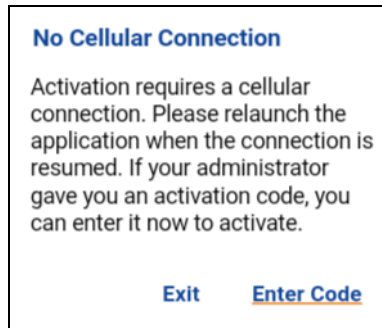 No Cellular Connection
Activation requires a cellular
connection. Please relaunch the
application when the connection is
resumed. If your administrator
gave you an activation code, you
can enter it now to activate.
Exit Enter Code